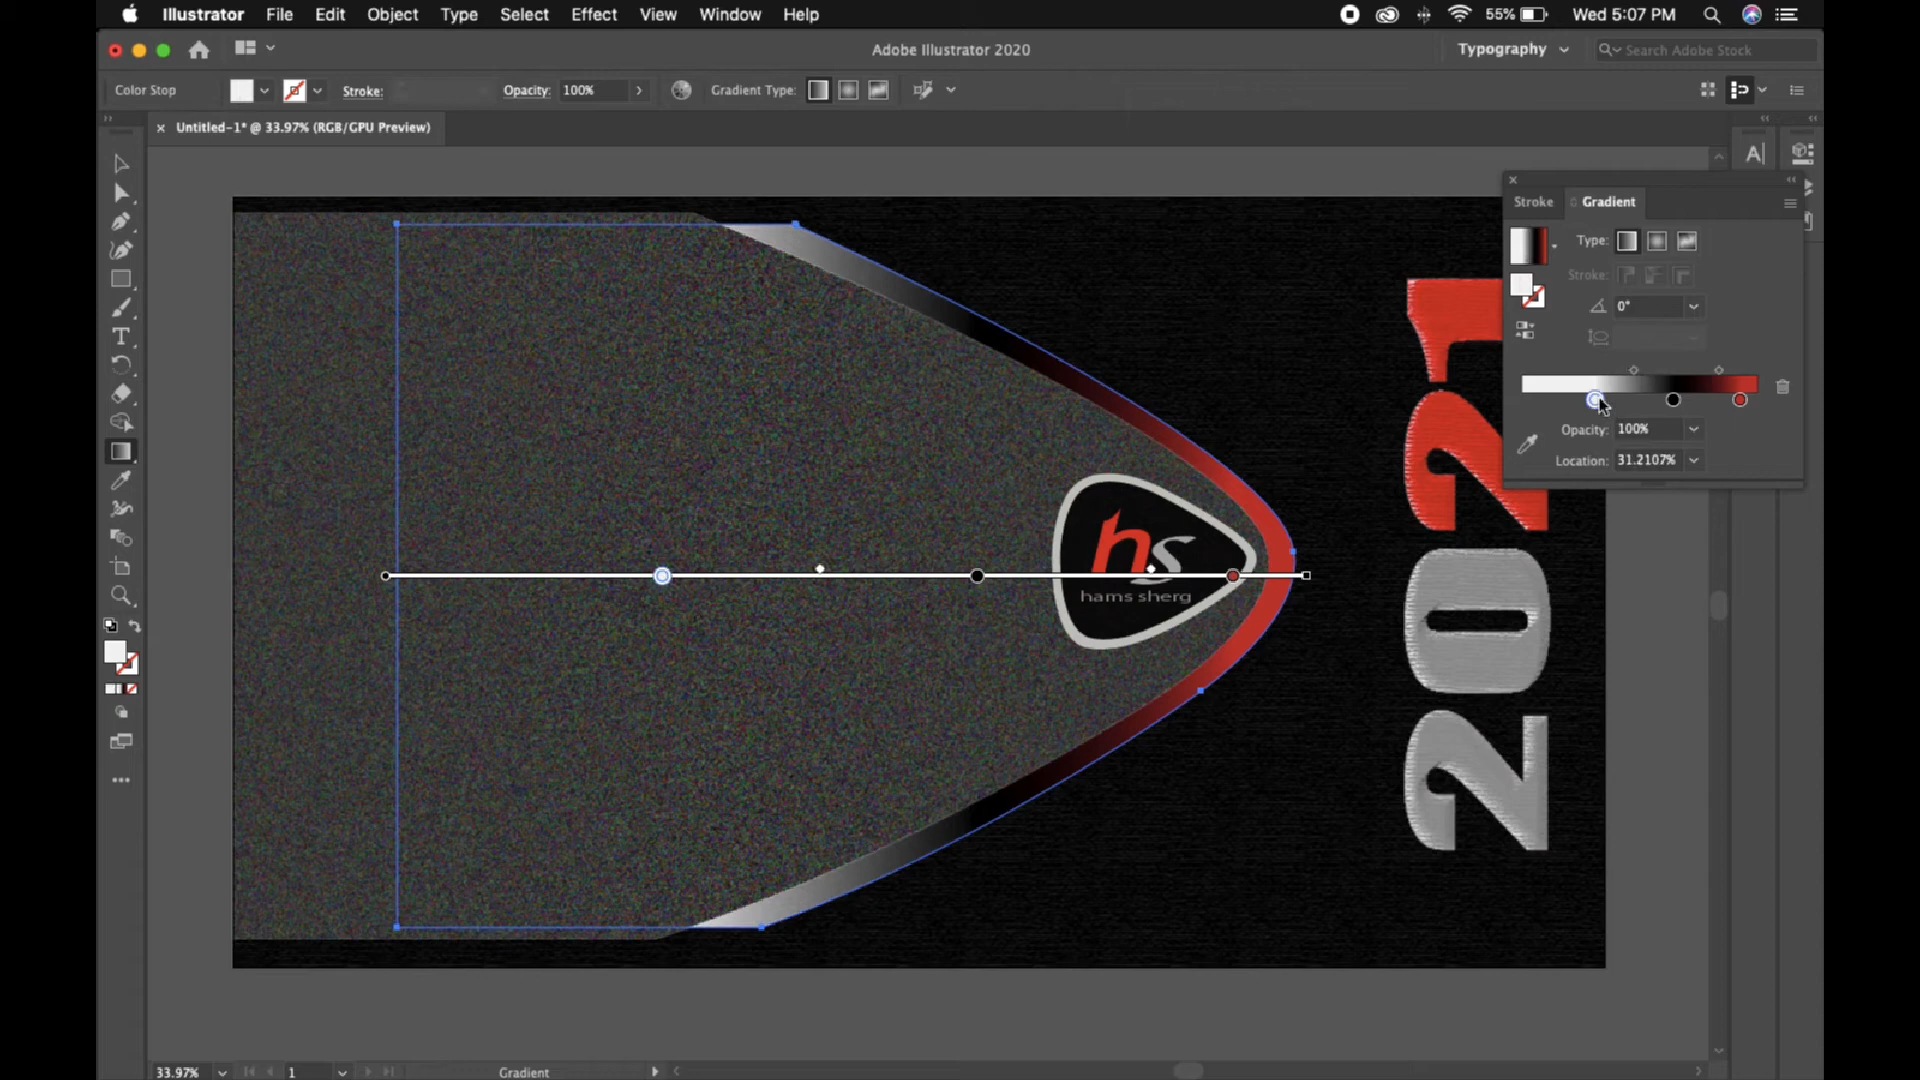 Illustrator File Edit Object Type Select Effect View Window Help 55% Wed 5:07 PM
Adobe Illustrator 2020 Typography Search Adobe Stock
Color Stop Stroke: Opacity: 100% Gradient Type:
× Untitled-1* @ 33.97% (RGB/GPU Preview)
Stroke Gradient
Type:
Stroke:
0°
Opacity: 100%
Location: 31.2107%
hs
hams sherg
2021
33.97% 1 Gradient